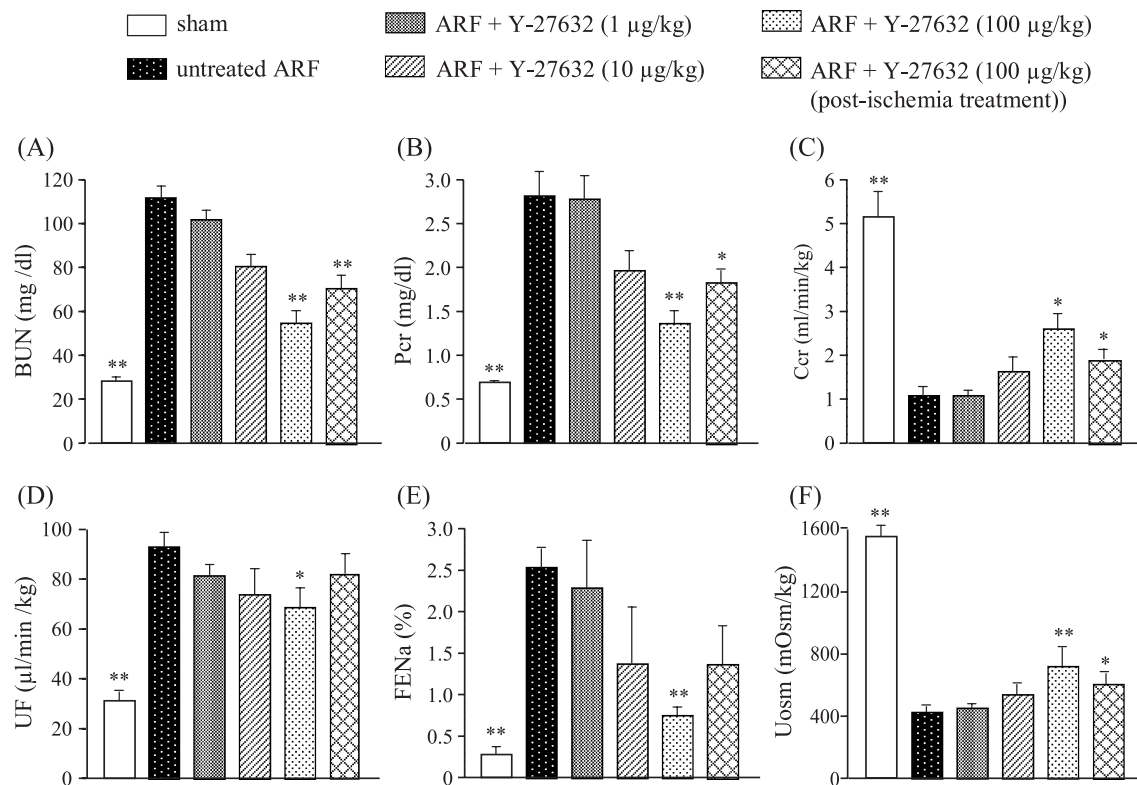 sham
untreated ARF
ARF + Y-27632 (1 µg/kg)
ARF + Y-27632 (10 µg/kg)
ARF + Y-27632 (100 µg/kg)
ARF + Y-27632 (100 µg/kg)
(post-ischemia treatment))
(A)
BUN (mg /dl)
120
100
80
60
40
20
0
**
**
**
(B)
Pcr (mg/dl)
3.0
2.5
2.0
1.5
1.0
0.5
0
**
**
*
(C)
Ccr (ml/min/kg)
6
5
4
3
2
1
0
**
*
*
(D)
UF (µl/min /kg)
100
80
60
40
20
0
**
*
(E)
FENa (%)
3.0
2.5
2.0
1.5
1.0
0.5
0
**
**
(F)
Uosm (mOsm/kg)
1600
1200
800
400
0
**
**
*